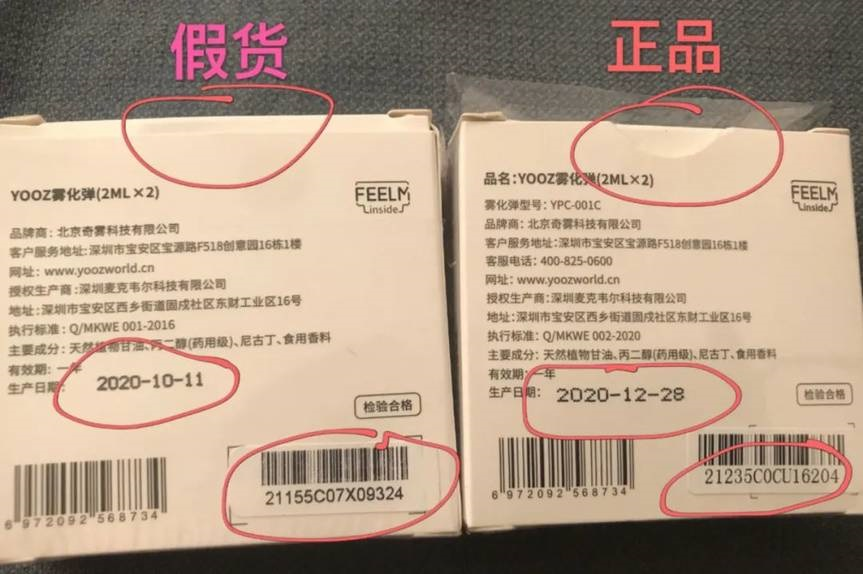 假货
YOOZ雾化弹(2ML×2)
FEELM
inside
品牌商：北京奇雾科技有限公司
客户服务地址：深圳市宝安区宝源路F518创意园16栋1楼
网址：www.yoozworld.cn
授权生产商：深圳麦克韦尔科技有限公司
地址：深圳市宝安区西乡街道固戍社区东财工业区16号
执行标准：Q/MKWE 001-2016
主要成分：天然植物甘油、丙二醇(药用级)、尼古丁、食用香料
有效期：一年
生产日期：
2020-10-11
检验合格
21155C07X09324
6 972092 568734
正品
品名：YOOZ雾化弹(2ML×2)
FEELM
inside
雾化弹型号：YPC-001C
品牌商：北京奇雾科技有限公司
客户服务地址：深圳市宝安区宝源路F518创意园16栋1楼
客服电话：400-825-0600
网址：www.yoozworld.cn
授权生产商：深圳麦克韦尔科技有限公司
地址：深圳市宝安区西乡街道固戍社区东财工业区16号
执行标准：Q/MKWE 002-2020
主要成分：天然植物甘油、丙二醇(药用级)、尼古丁、食用香料
有效期：一年
生产日期：
2020-12-28
检验合格
21235C0CU16204
6 972092 568734